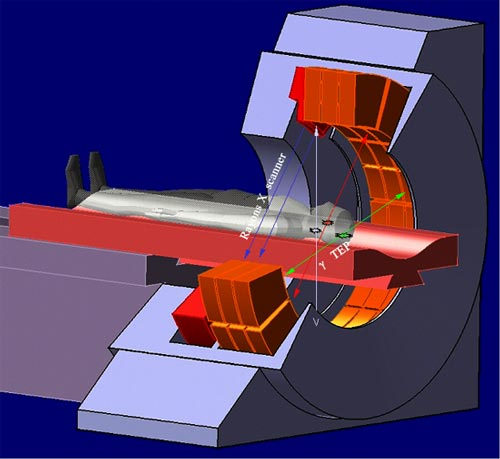 Rayons X scanner
γ TEP
V